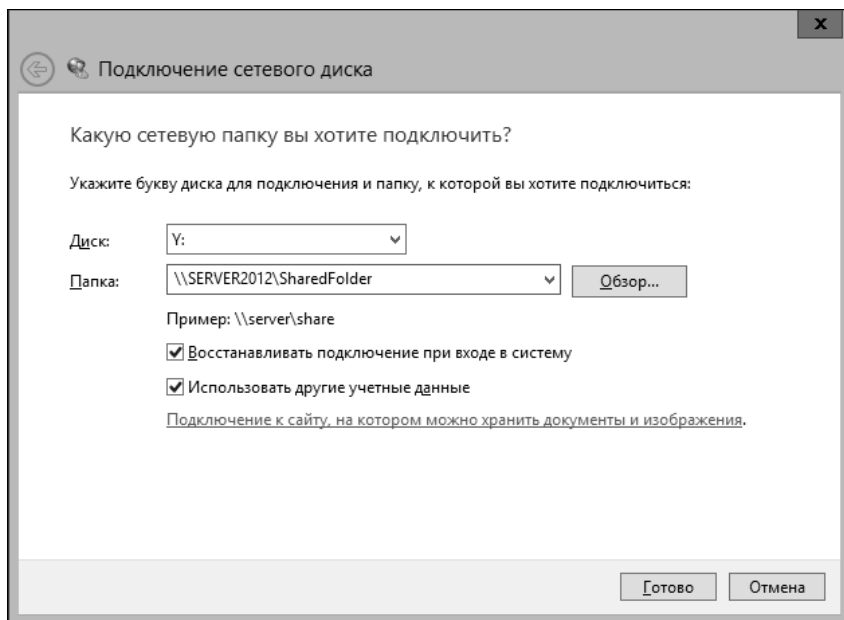 x
Подключение сетевого диска
Какую сетевую папку вы хотите подключить?
Укажите букву диска для подключения и папку, к которой вы хотите подключиться:
Диск: Y:
Папка: \\SERVER2012\SharedFolder Обзор...
Пример: \\server\share
Восстанавливать подключение при входе в систему
Использовать другие учетные данные
Подключение к сайту, на котором можно хранить документы и изображения.
Готово Отмена